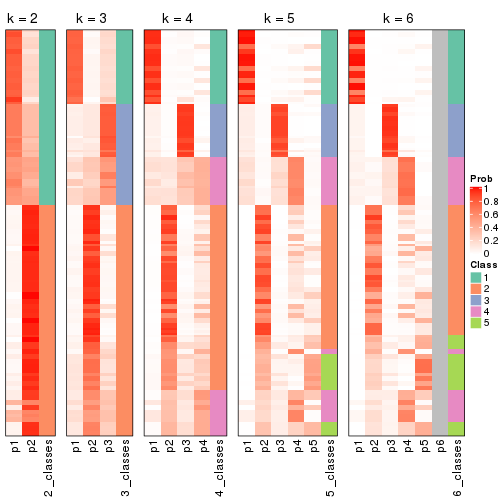 k = 2
k = 3
k = 4
k = 5
k = 6
Prob
1
0.8
0.6
0.4
0.2
0
Class
1
2
3
4
5
p1
p2
2_classes
p1
p2
p3
3_classes
p1
p2
p3
p4
4_classes
p1
p2
p3
p4
p5
5_classes
p1
p2
p3
p4
p5
p6
6_classes